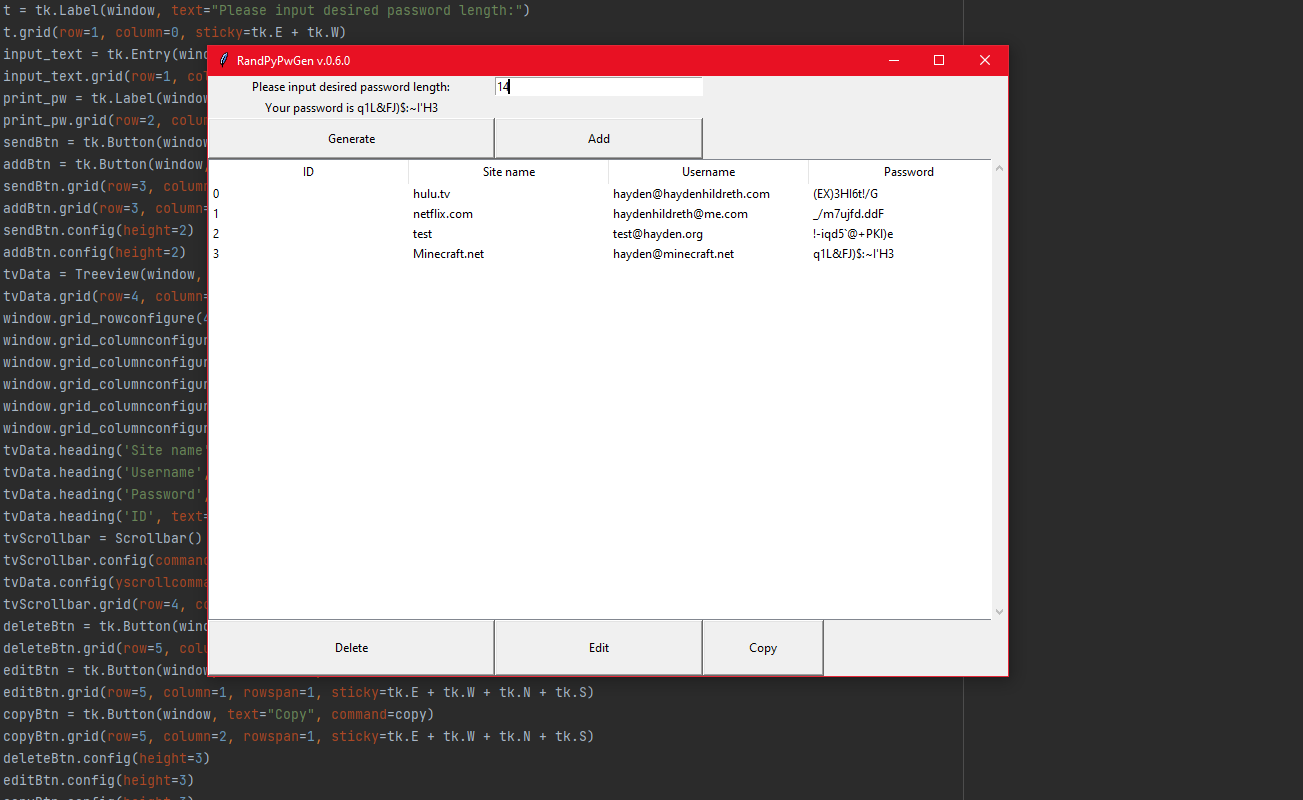 t = tk.Label(window, text="Please input desired password length:")
t.grid(row=1, column=0, sticky=tk.E + tk.W)
input_text = tk.Entry(wind
input_text.grid(row=1, col
print_pw = tk.Label(window
print_pw.grid(row=2, colum
sendBtn = tk.Button(window
addBtn = tk.Button(window,
sendBtn.grid(row=3, column
addBtn.grid(row=3, column=
sendBtn.config(height=2)
addBtn.config(height=2)
tvData = Treeview(window,
tvData.grid(row=4, column=
window.grid_rowconfigure(4
window.grid_columnconfigur
window.grid_columnconfigur
window.grid_columnconfigur
window.grid_columnconfigur
window.grid_columnconfigur
tvData.heading('Site name'
tvData.heading('Username',
tvData.heading('Password',
tvData.heading('ID', text=
tvScrollbar = Scrollbar()
tvScrollbar.config(command
tvData.config(yscrollcomma
tvScrollbar.grid(row=4, co
deleteBtn = tk.Button(wind
deleteBtn.grid(row=5, colu
editBtn = tk.Button(window
editBtn.grid(row=5, column=1, rowspan=1, sticky=tk.E + tk.W + tk.N + tk.S)
copyBtn = tk.Button(window, text="Copy", command=copy)
copyBtn.grid(row=5, column=2, rowspan=1, sticky=tk.E + tk.W + tk.N + tk.S)
deleteBtn.config(height=3)
editBtn.config(height=3)
RandPyPwGen v.0.6.0
Please input desired password length: 14
Your password is q1L&FJ)$:~I'H3
Generate Add
ID Site name Username Password
0 hulu.tv hayden@haydenhildreth.com (EX)3HI6t!/G
1 netflix.com haydenhildreth@me.com _/m7ujfd.ddF
2 test test@hayden.org !-iqd5`@+PKI)e
3 Minecraft.net hayden@minecraft.net q1L&FJ)$:~I'H3
Delete Edit Copy